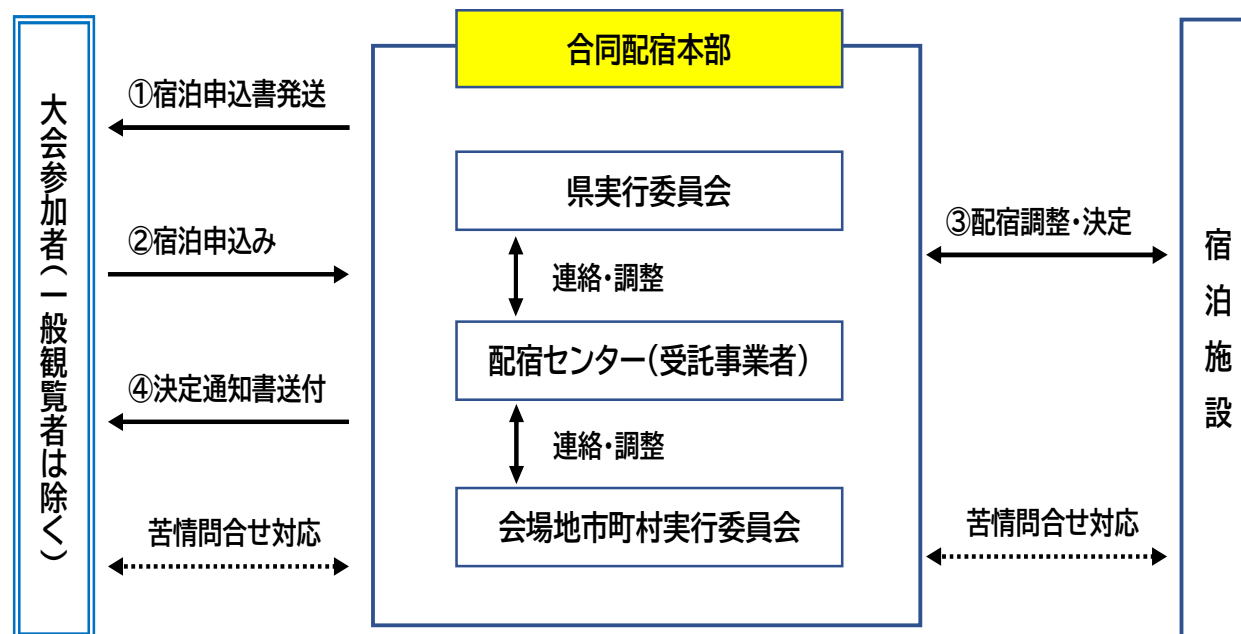 大会参加者(一般観覧者は除く)
①宿泊申込書発送
②宿泊申込み
④決定通知書送付
苦情問合せ対応
合同配宿本部
県実行委員会
連絡・調整
配宿センター(受託事業者)
連絡・調整
会場地市町村実行委員会
③配宿調整・決定
苦情問合せ対応
宿泊施設